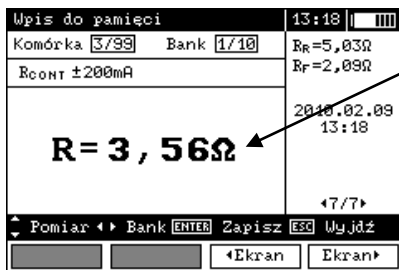 Wpis do pamięci 13:18
Komórka 3/99 Bank 1/10
RCONT ±200mA
R=3,56Ω
RR=5,03Ω
RF=2,09Ω
2010.02.09
13:18
◂7/7▸
Pomiar ◂▸ Bank ENTER Zapisz ESC Wyjdź
◂Ekran Ekran▸